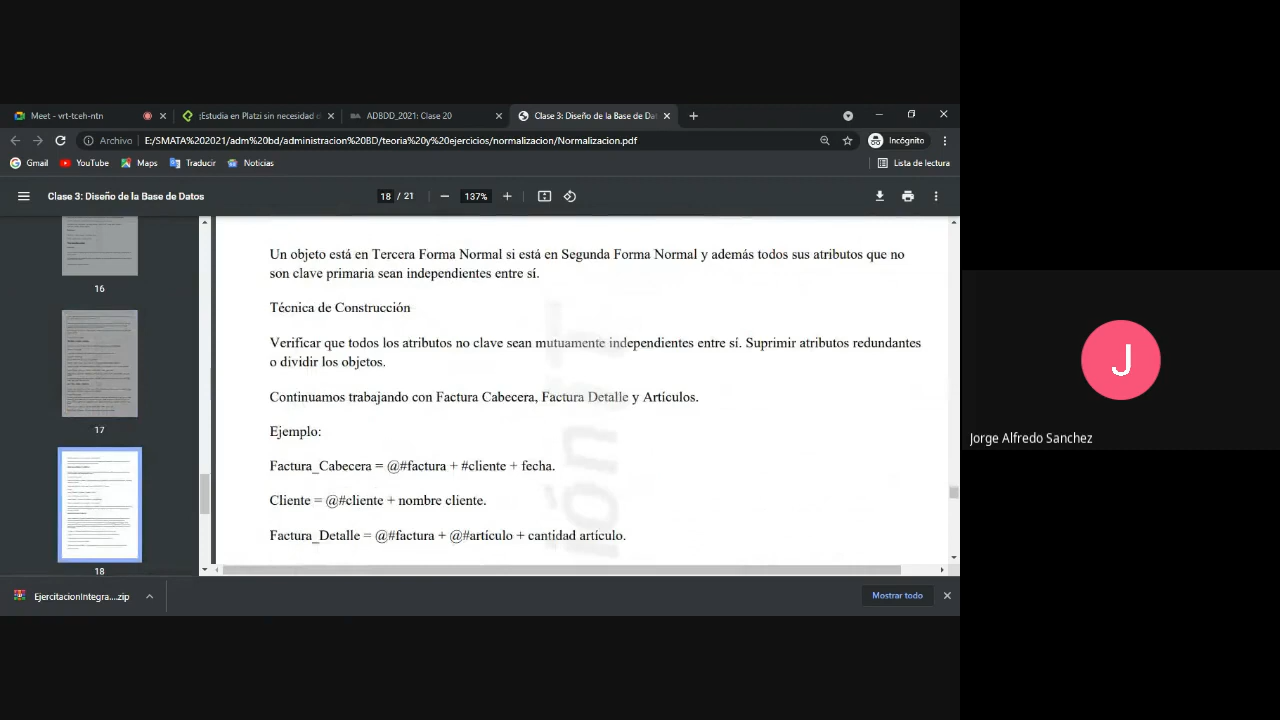 Meet - vrt-tceh-ntn
¡Estudia en Platzi sin necesidad d
ADBDD_2021: Clase 20
Clase 3: Diseño de la Base de Dat
Archivo E:/SMATA%202021/adm%20bd/administracion%20BD/teoria%20y%20ejercicios/normalizacion/Normalizacion.pdf
Incógnito
Gmail YouTube Maps Traducir Noticias
Lista de lectura
Clase 3: Diseño de la Base de Datos
18 / 21
137%
16
17
18
Un objeto está en Tercera Forma Normal si está en Segunda Forma Normal y además todos sus atributos que no
son clave primaria sean independientes entre sí.
Técnica de Construcción
Verificar que todos los atributos no clave sean mutuamente independientes entre sí. Suprimir atributos redundantes
o dividir los objetos.
Continuamos trabajando con Factura Cabecera, Factura Detalle y Artículos.
Ejemplo:
Factura_Cabecera = @#factura + #cliente + fecha.
Cliente = @#cliente + nombre cliente.
Factura_Detalle = @#factura + @#artículo + cantidad artículo.
EjercitacionIntegra....zip
Mostrar todo
J
Jorge Alfredo Sanchez